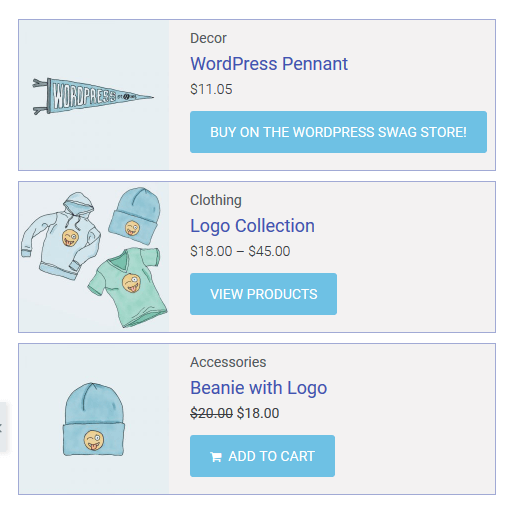 Decor
WordPress Pennant
$11.05
WORDPRESS
BUY ON THE WORDPRESS SWAG STORE!
Clothing
Logo Collection
$18.00 – $45.00
VIEW PRODUCTS
Accessories
Beanie with Logo
$20.00 $18.00
ADD TO CART